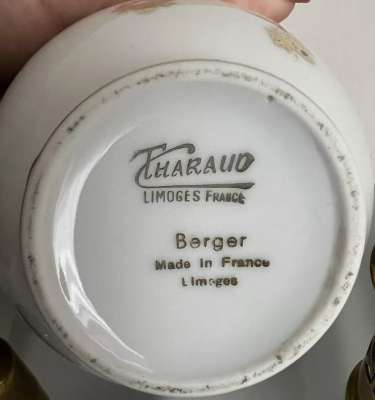 THARAUD
LIMOGES FRANCE
Berger
Made in France
Limoges